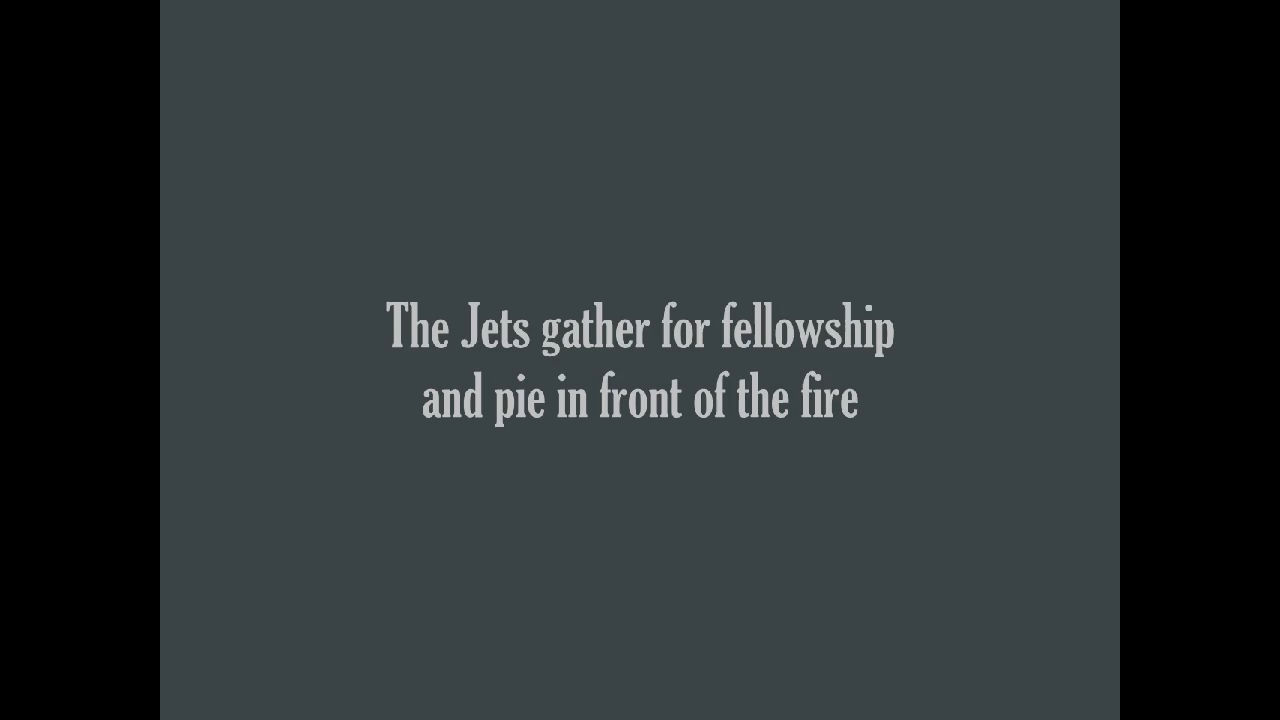 The Jets gather for fellowship
and pie in front of the fire